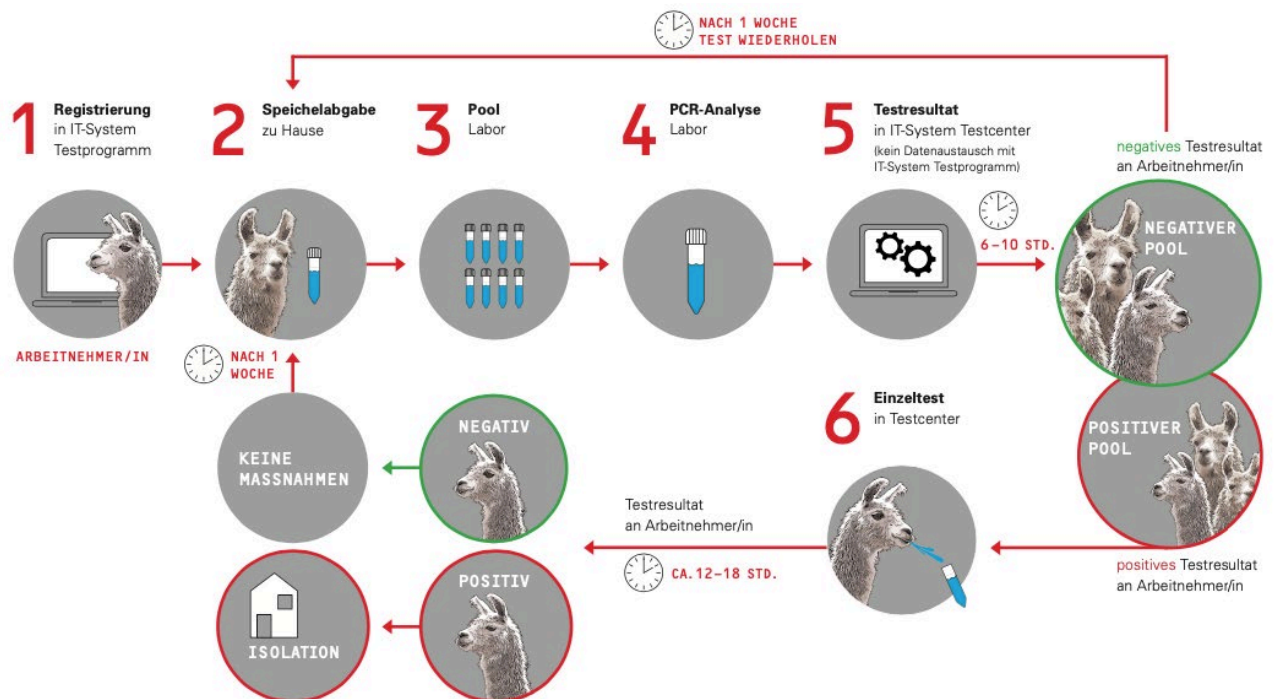 NACH 1 WOCHE
TEST WIEDERHOLEN
1
Registrierung
in IT-System
Testprogramm
2
Speichelabgabe
zu Hause
3
Pool
Labor
4
PCR-Analyse
Labor
5
Testresultat
in IT-System Testcenter
(kein Datenaustausch mit
IT-System Testprogramm)
negatives Testresultat
an Arbeitnehmer/in
6–10 STD.
NEGATIVER
POOL
ARBEITNEHMER/IN
NACH 1
WOCHE
6
Einzeltest
in Testcenter
POSITIVER
POOL
positives Testresultat
an Arbeitnehmer/in
Testresultat
an Arbeitnehmer/in
CA. 12–18 STD.
NEGATIV
KEINE
MASSNAHMEN
POSITIV
ISOLATION